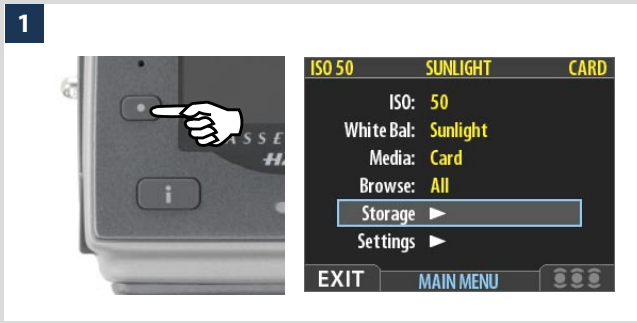 1
i
ISO 50 SUNLIGHT CARD
ISO: 50
White Bal: Sunlight
Media: Card
Browse: All
Storage ►
Settings ►
EXIT MAIN MENU